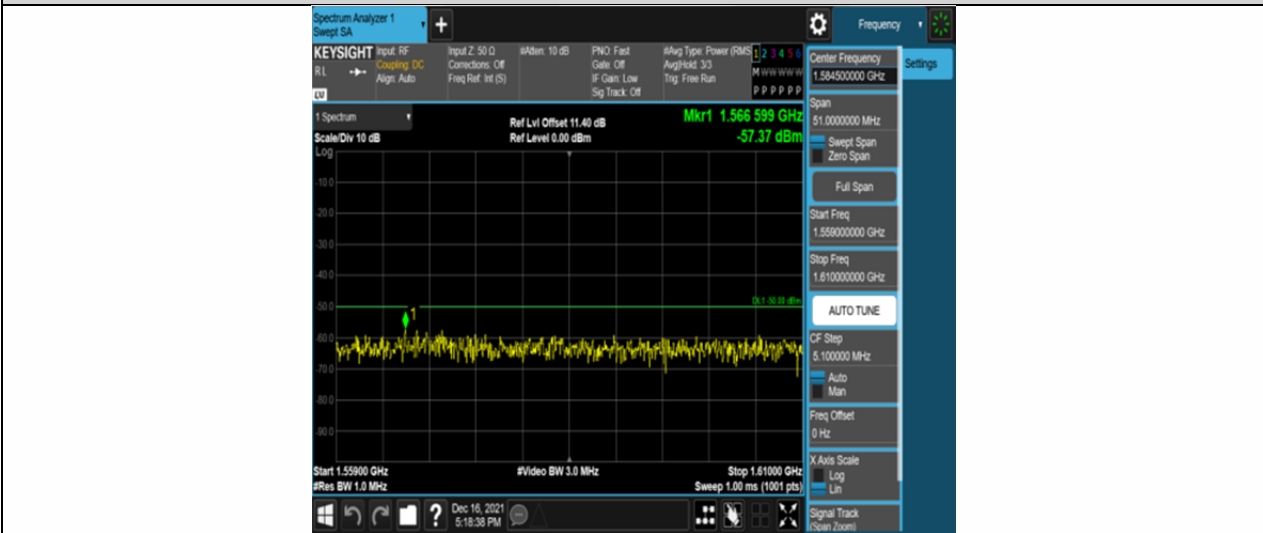 Spectrum Analyzer 1
Swept SA
+
Frequency
KEYSIGHT
RL
LXI
Input: RF
Coupling: DC
Align: Auto
Input Z: 50 Ω
Corrections: Off
Freq Ref: Int (S)
#Atten: 10 dB
PNO: Fast
Gate: Off
IF Gain: Low
Sig Track: Off
#Avg Type: Power (RMS
Avg|Hold: 3/3
Trig: Free Run
1 2 3 4 5 6
M W W W W W
P P P P P P
1 Spectrum
Scale/Div 10 dB
Log
Ref Lvl Offset 11.40 dB
Ref Level 0.00 dBm
Mkr1 1.566 599 GHz
-57.37 dBm
-10.0
-20.0
-30.0
-40.0
-50.0
-60.0
-70.0
-80.0
-90.0
DL1 -50.00 dBm
1
Start 1.55900 GHz
#Res BW 1.0 MHz
#Video BW 3.0 MHz
Stop 1.61000 GHz
Sweep 1.00 ms (1001 pts)
?
Dec 16, 2021
5:18:38 PM
Center Frequency
1.584500000 GHz
Settings
Span
51.0000000 MHz
Swept Span
Zero Span
Full Span
Start Freq
1.559000000 GHz
Stop Freq
1.610000000 GHz
AUTO TUNE
CF Step
5.100000 MHz
Auto
Man
Freq Offset
0 Hz
X Axis Scale
Log
Lin
Signal Track
(Span Zoom)